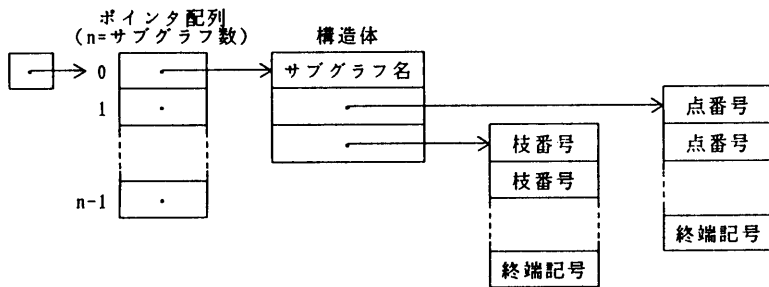 ポインタ配列
(n=サブグラフ数)
構造体
0
サブグラフ名
1
点番号
枝番号
点番号
枝番号
n-1
終端記号
終端記号